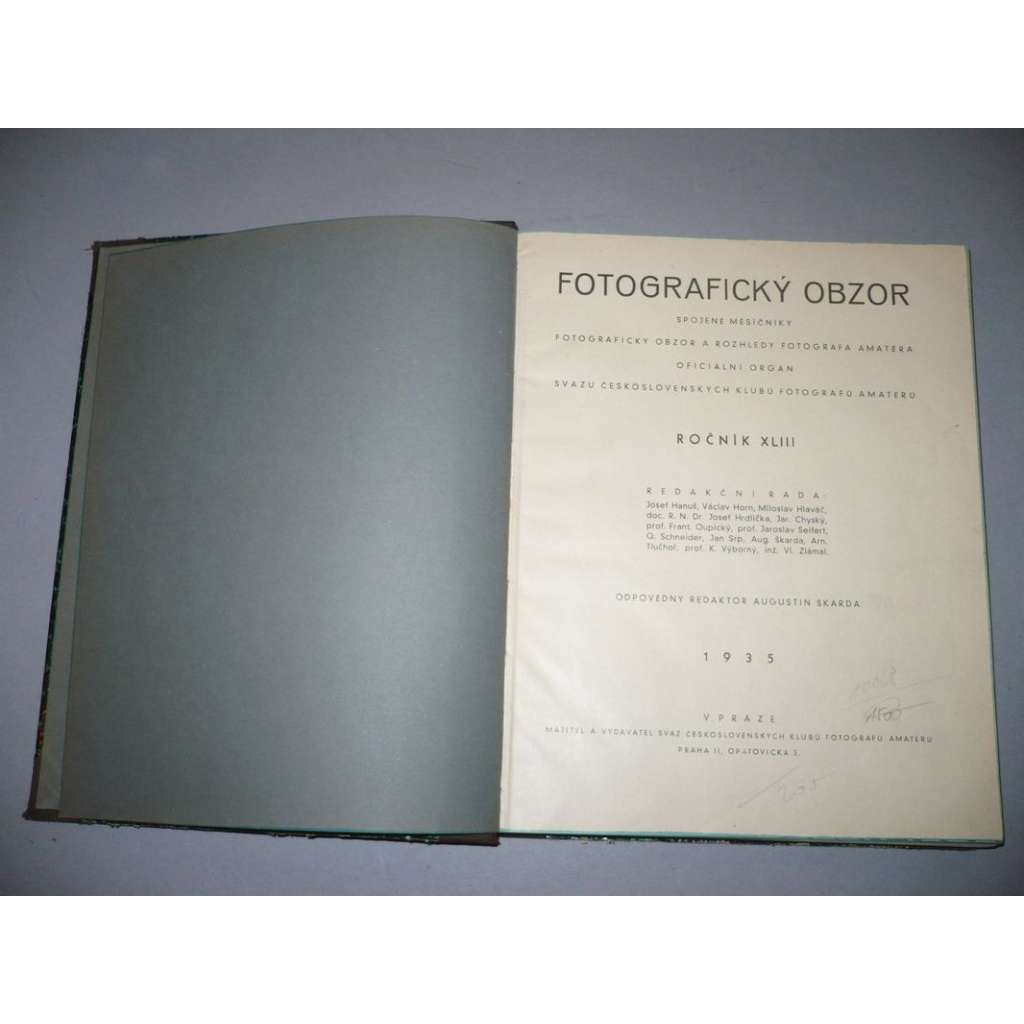 FOTOGRAFICKÝ OBZOR
SPOJENÉ MĚSÍČNÍKY
FOTOGRAFICKÝ OBZOR A ROZHLEDY FOTOGRAFA AMATÉRA
OFICIÁLNÍ ORGÁN
SVAZU ČESKOSLOVENSKÝCH KLUBŮ FOTOGRAFŮ AMATÉRŮ
ROČNÍK XLIII
REDAKČNÍ RADA:
Josef Hanuš, Václav Horn, Miloslav Hlaváč,
doc. R. N. Dr. Josef Hrdlička, Jar. Chyský,
prof. Frant. Oupický, prof. Jaroslav Seifert,
Q. Schneider, Jan Srp, Aug. Škarda, Arn.
Tluchoř, prof. K. Výborný, inž. Vl. Zlámal.
ODPOVĚDNÝ REDAKTOR AUGUSTIN ŠKARDA
1935
V PRAZE
MAJITEL A VYDAVATEL SVAZ ČESKOSLOVENSKÝCH KLUBŮ FOTOGRAFŮ AMATÉRŮ
PRAHA II, OPATOVICKÁ 3.